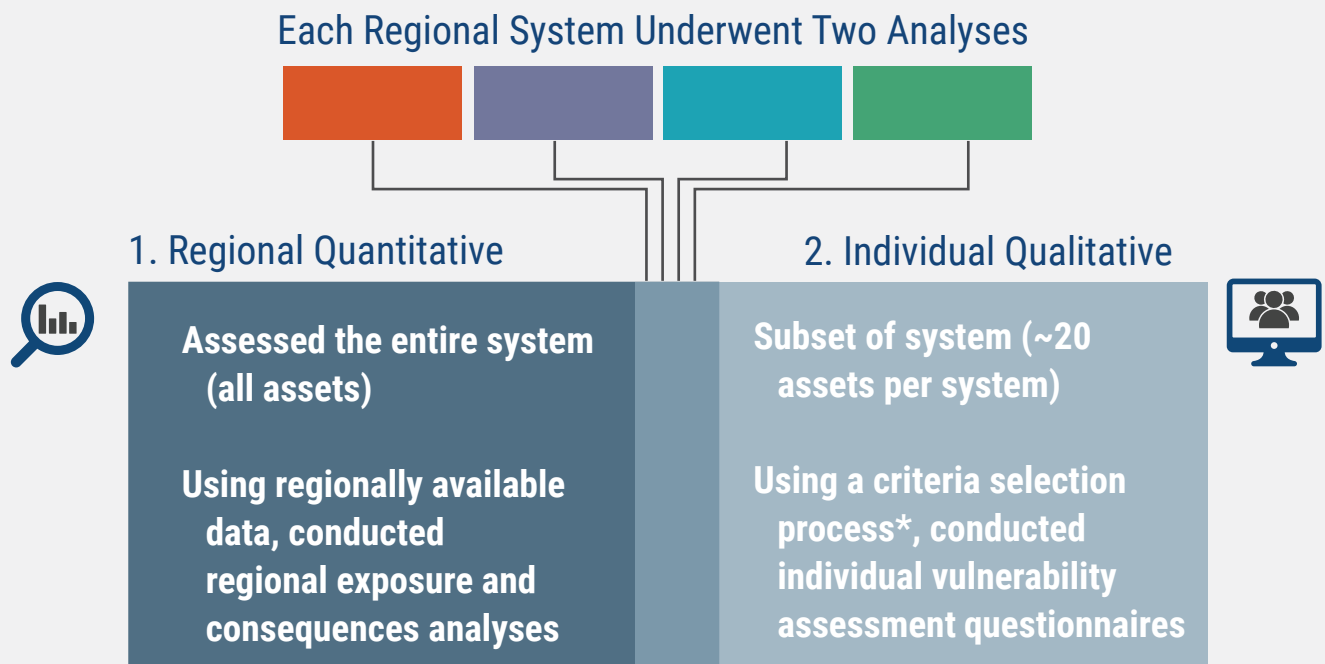 Each Regional System Underwent Two Analyses
1. Regional Quantitative
Assessed the entire system
(all assets)
Using regionally available
data, conducted
regional exposure and
consequences analyses
2. Individual Qualitative
Subset of system (~20
assets per system)
Using a criteria selection
process*, conducted
individual vulnerability
assessment questionnaires